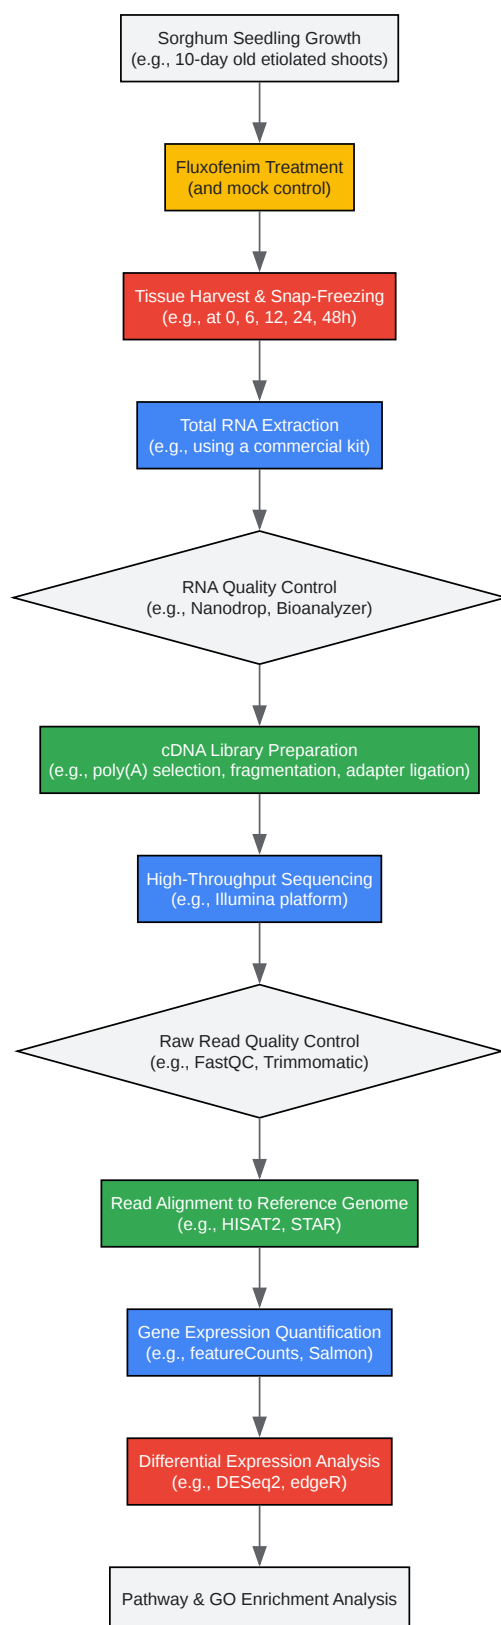 Sorghum Seedling Growth
(e.g., 10-day old etiolated shoots)
Fluxofenim Treatment
(and mock control)
Tissue Harvest & Snap-Freezing
(e.g., at 0, 6, 12, 24, 48h)
Total RNA Extraction
(e.g., using a commercial kit)
RNA Quality Control
(e.g., Nanodrop, Bioanalyzer)
cDNA Library Preparation
(e.g., poly(A) selection, fragmentation, adapter ligation)
High-Throughput Sequencing
(e.g., Illumina platform)
Raw Read Quality Control
(e.g., FastQC, Trimmomatic)
Read Alignment to Reference Genome
(e.g., HISAT2, STAR)
Gene Expression Quantification
(e.g., featureCounts, Salmon)
Differential Expression Analysis
(e.g., DESeq2, edgeR)
Pathway & GO Enrichment Analysis